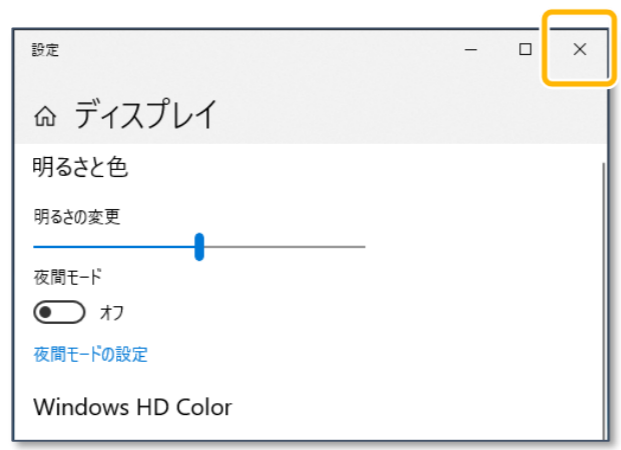 設定
ディスプレイ
明るさと色
明るさの変更
夜間モード
オフ
夜間モードの設定
Windows HD Color